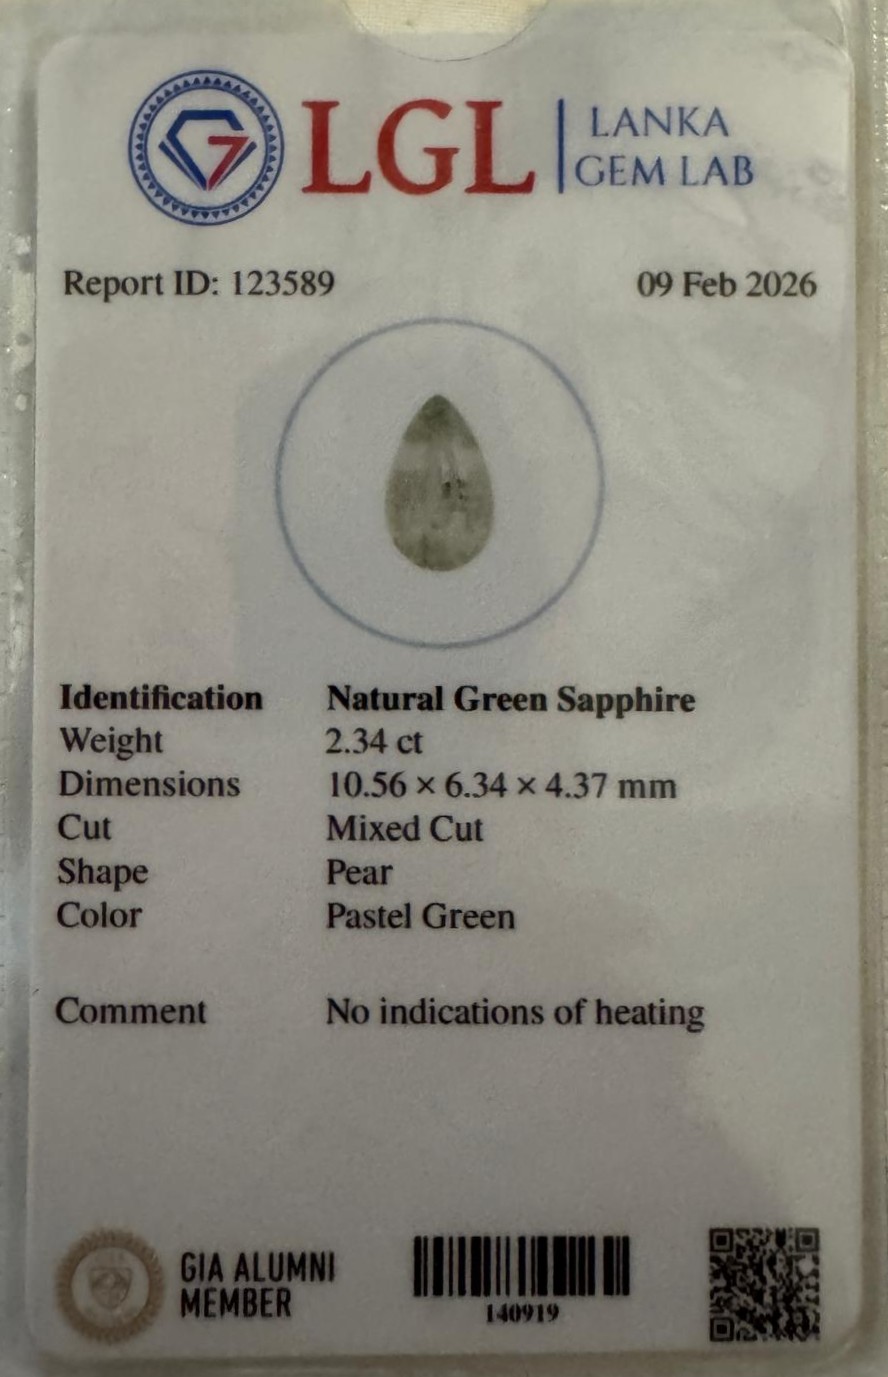 LGL
LANKA
GEM LAB
Report ID: 123589
09 Feb 2026
Identification Natural Green Sapphire
Weight 2.34 ct
Dimensions 10.56 × 6.34 × 4.37 mm
Cut Mixed Cut
Shape Pear
Color Pastel Green
Comment No indications of heating
GIA ALUMNI
MEMBER
140919